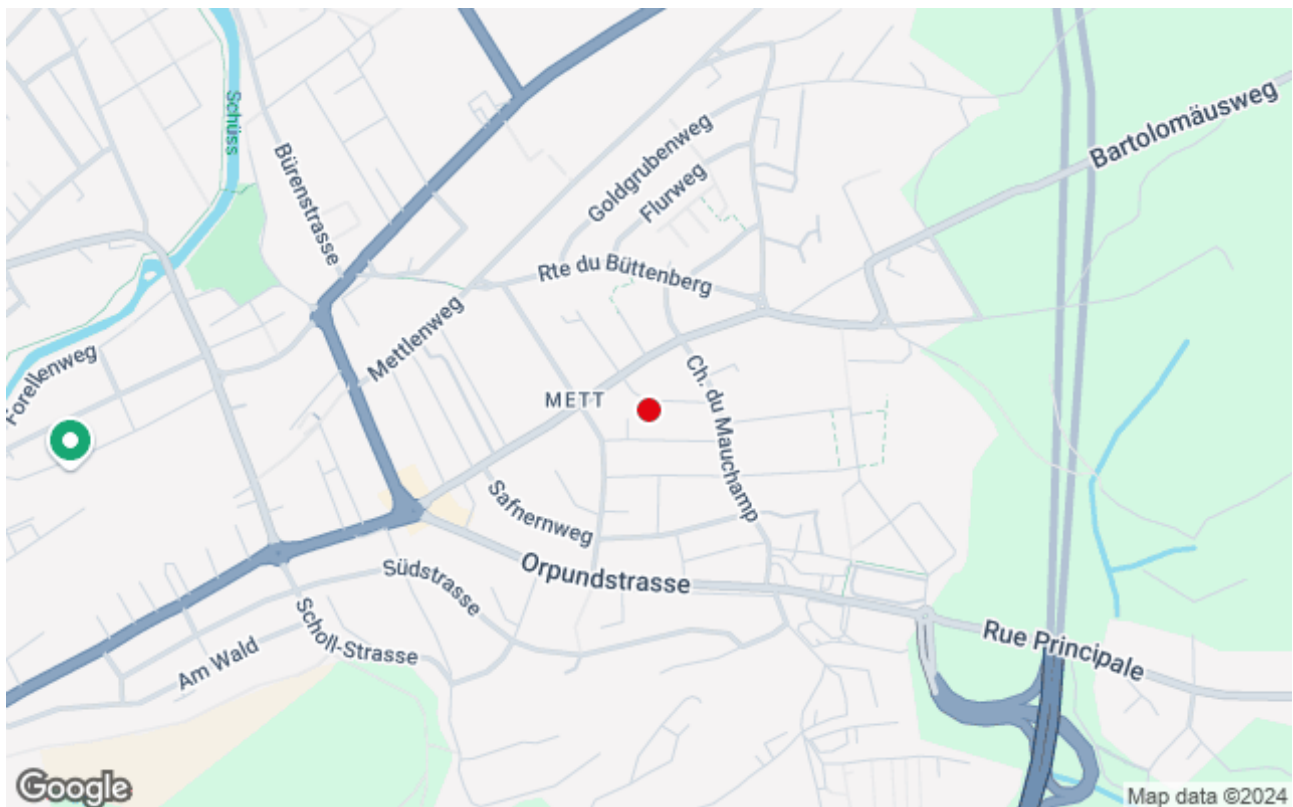 Schüss
Bürenstrasse
Goldgrubenweg
Flurweg
Bartolomäusweg
Rte du Büttenberg
Mettlenweg
Forellenweg
METT
Ch. du Mauchamp
Safnernweg
Orpundstrasse
Südstrasse
Scholl-Strasse
Am Wald
Rue Principale
Google
Map data ©2024